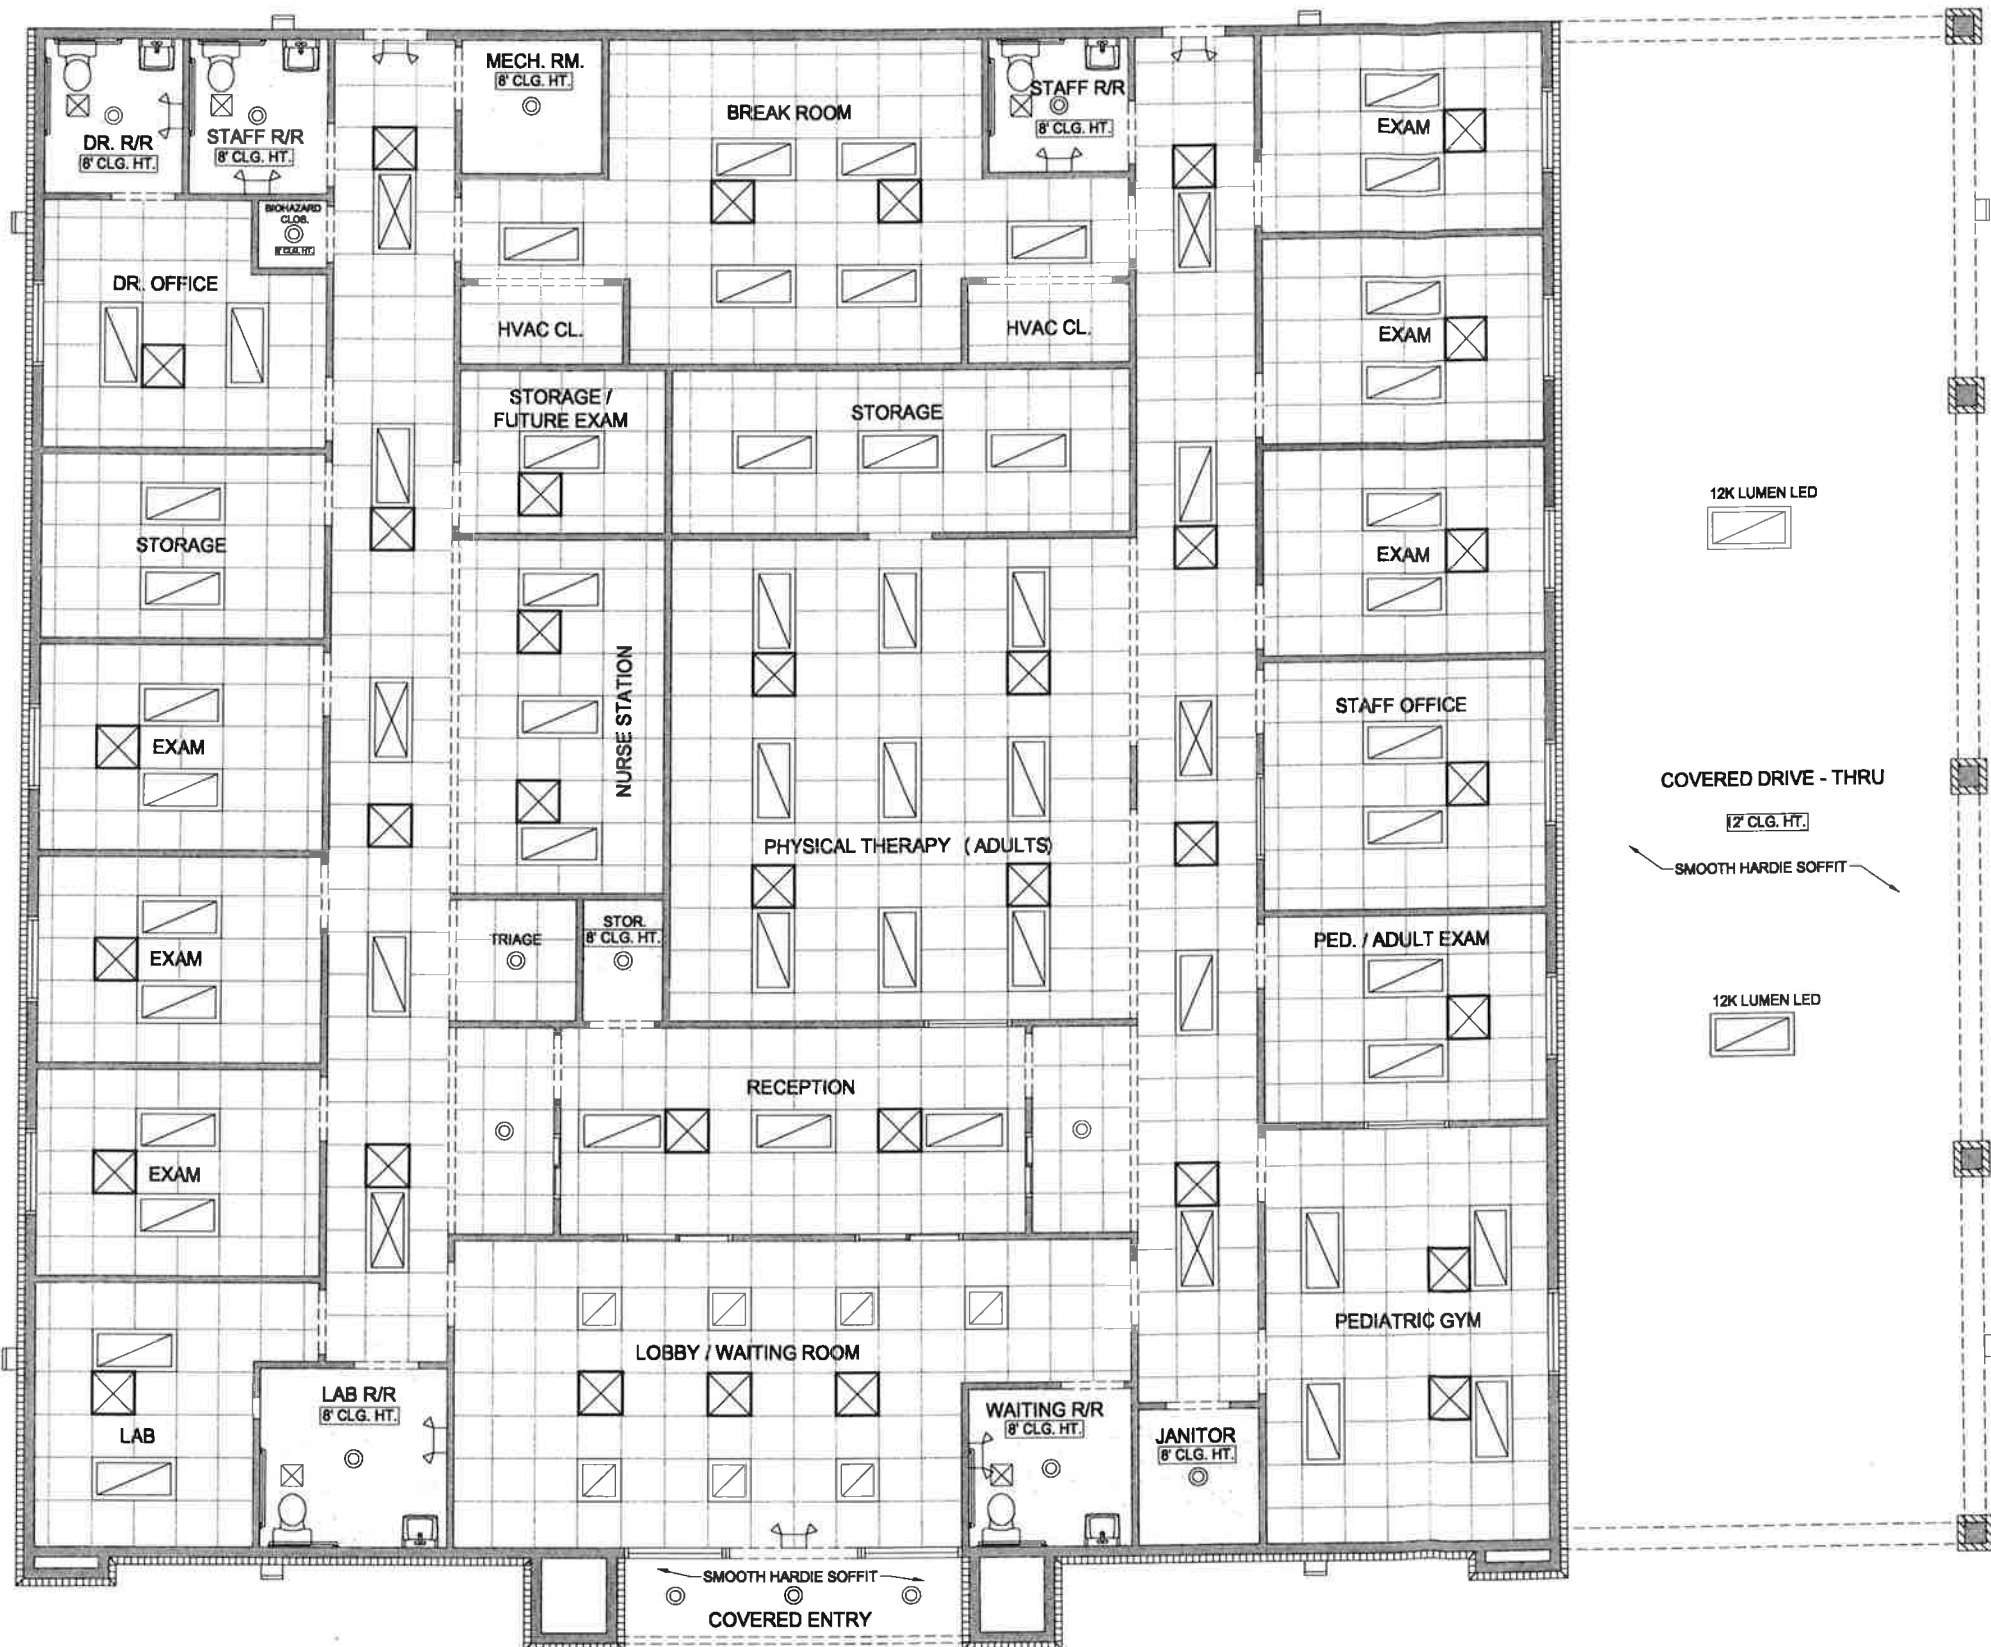 MECH. RM.
8' CLG. HT.
BREAK ROOM
STAFF R/R
8' CLG. HT.
EXAM
DR. R/R
8' CLG. HT.
STAFF R/R
8' CLG. HT.
BIOHAZARD
CLOS.
8' CLG. HT.
DR. OFFICE
HVAC CL.
HVAC CL.
EXAM
STORAGE /
FUTURE EXAM
STORAGE
12K LUMEN LED
STORAGE
EXAM
NURSE STATION
STAFF OFFICE
EXAM
COVERED DRIVE - THRU
12' CLG. HT.
SMOOTH HARDIE SOFFIT
PHYSICAL THERAPY ( ADULTS)
TRIAGE
STOR.
8' CLG. HT.
PED. / ADULT EXAM
EXAM
12K LUMEN LED
RECEPTION
EXAM
PEDIATRIC GYM
LOBBY / WAITING ROOM
LAB R/R
8' CLG. HT.
WAITING R/R
8' CLG. HT.
LAB
JANITOR
8' CLG. HT.
SMOOTH HARDIE SOFFIT
COVERED ENTRY